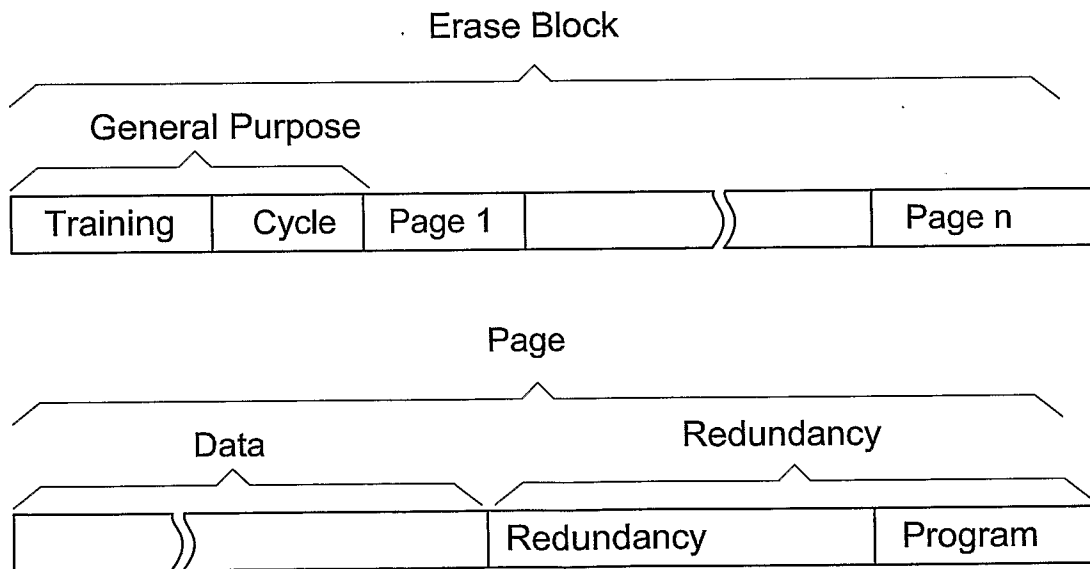 Erase Block
General Purpose
Training Cycle Page 1 Page n
Page
Data Redundancy
Redundancy Program